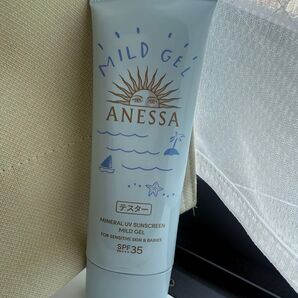 MILD GEL
ANESSA
テスター
MINERAL UV SUNSCREEN
MILD GEL
FOR SENSITIVE SKIN & BABIES
SPF35